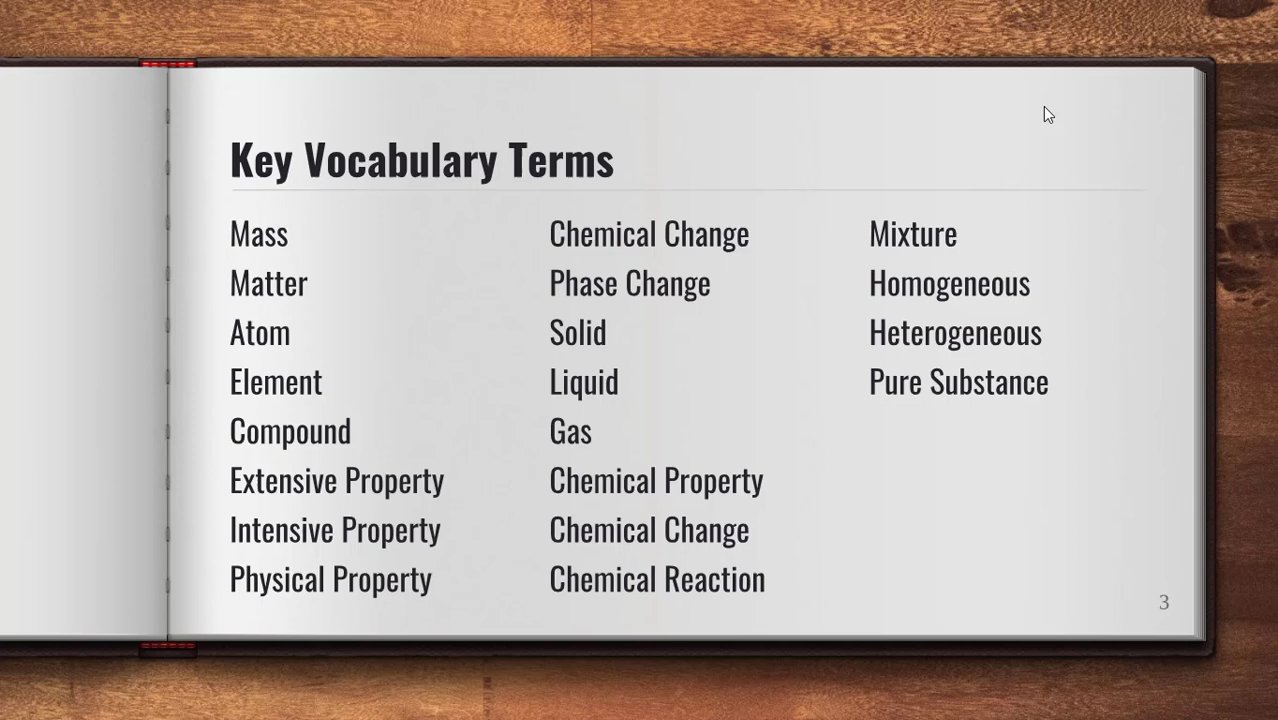 Key Vocabulary Terms
Mass
Matter
Atom
Element
Compound
Extensive Property
Intensive Property
Physical Property
Chemical Change
Phase Change
Solid
Liquid
Gas
Chemical Property
Chemical Change
Chemical Reaction
Mixture
Homogeneous
Heterogeneous
Pure Substance
3